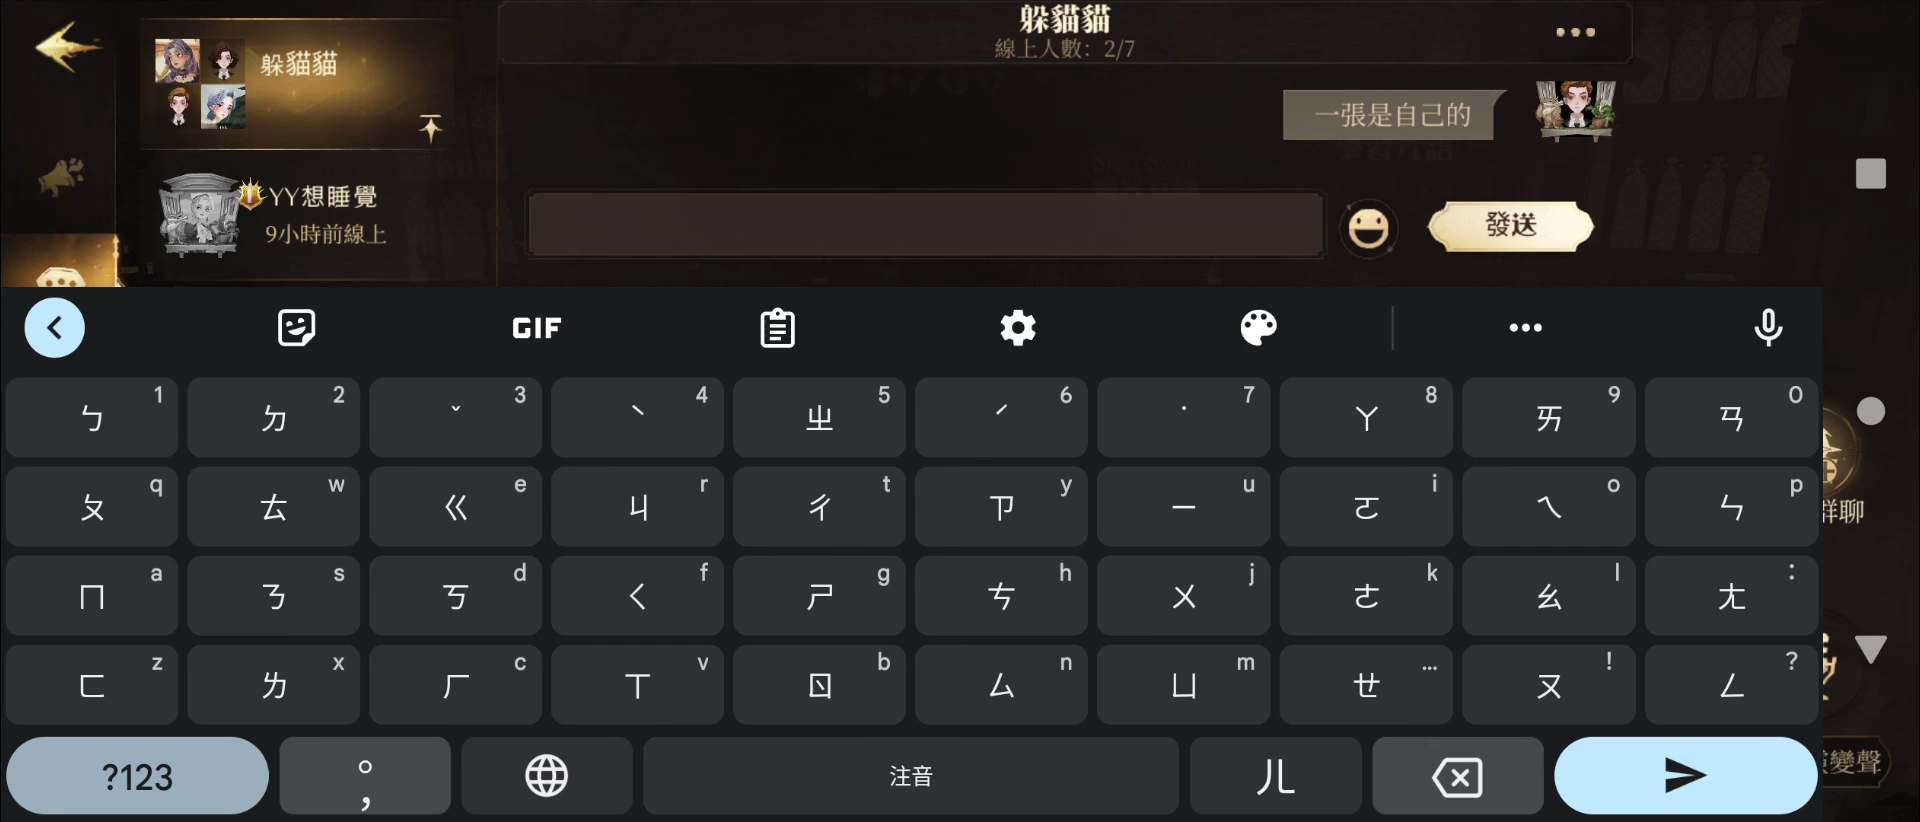 躲貓貓
線上人數：2/7
躲貓貓
一張是自己的
YY想睡覺
9小時前線上
發送
GIF
ㄅ 1 ㄉ 2 ˇ 3 ˋ 4 ㄓ 5 ˊ 6 ˙ 7 ㄚ 8 ㄞ 9 ㄢ 0
ㄆ q ㄊ w ㄍ e ㄐ r ㄔ t ㄗ y ㄧ u ㄛ i ㄟ o ㄣ p
群聊
ㄇ a ㄋ s ㄎ d ㄑ f ㄕ g ㄘ h ㄨ j ㄜ k ㄠ l ㄤ :
ㄈ z ㄌ x ㄏ c ㄒ v ㄖ b ㄙ n ㄩ m ㄝ … ㄡ ! ㄥ ?
?123 。， 注音 ㄦ
變聲